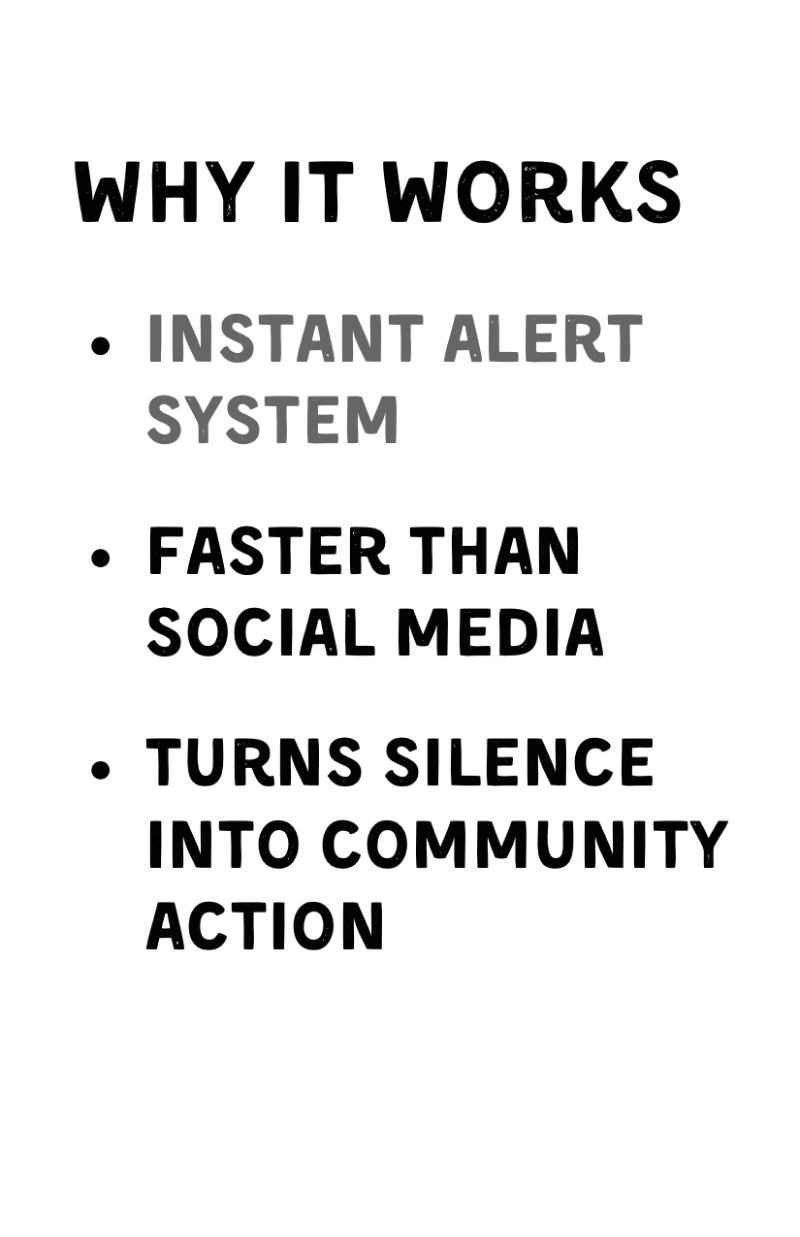 WHY IT WORKS
• INSTANT ALERT
SYSTEM
• FASTER THAN
SOCIAL MEDIA
• TURNS SILENCE
INTO COMMUNITY
ACTION